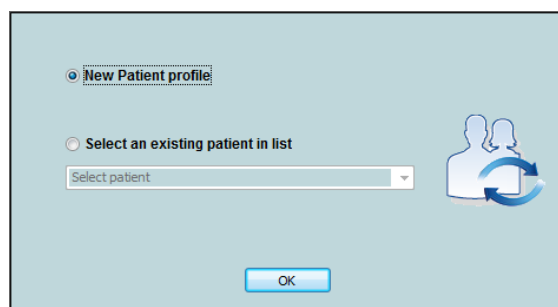 New Patient profile
Select an existing patient in list
Select patient
OK